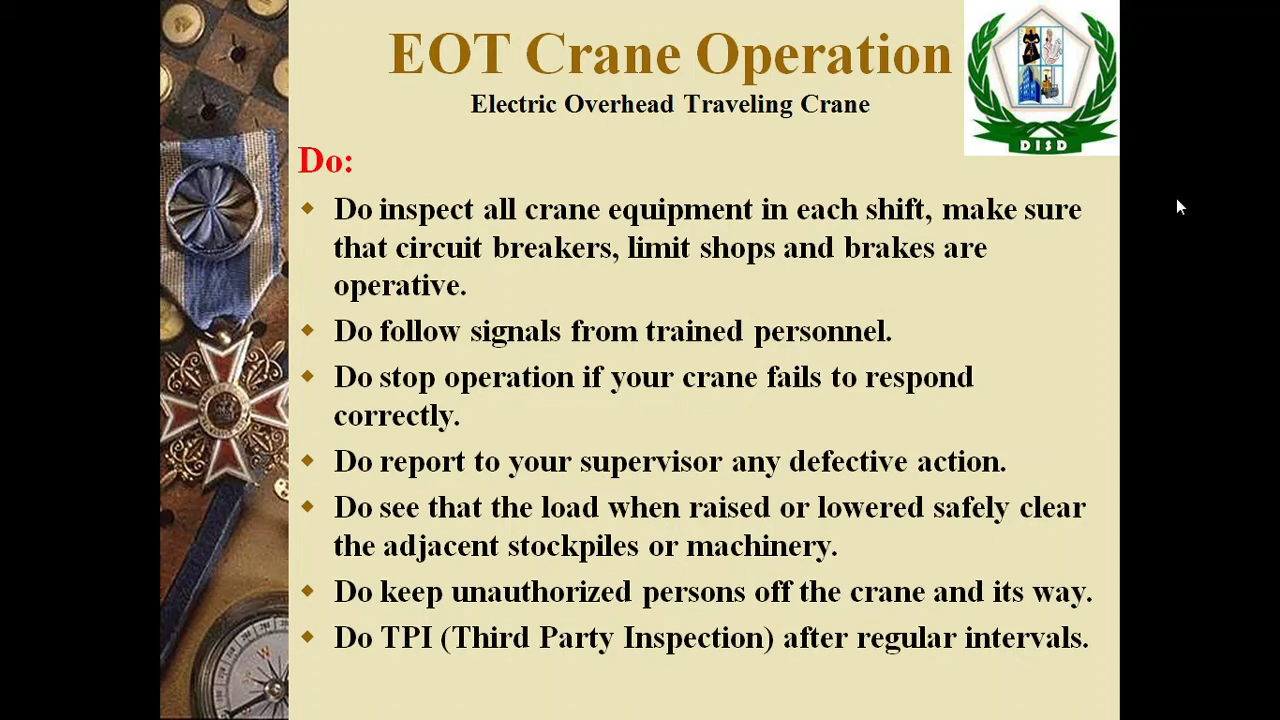 EOT Crane Operation
Electric Overhead Traveling Crane
DISD
Do:
Do inspect all crane equipment in each shift, make sure
that circuit breakers, limit shops and brakes are
operative.
Do follow signals from trained personnel.
Do stop operation if your crane fails to respond
correctly.
Do report to your supervisor any defective action.
Do see that the load when raised or lowered safely clear
the adjacent stockpiles or machinery.
Do keep unauthorized persons off the crane and its way.
Do TPI (Third Party Inspection) after regular intervals.